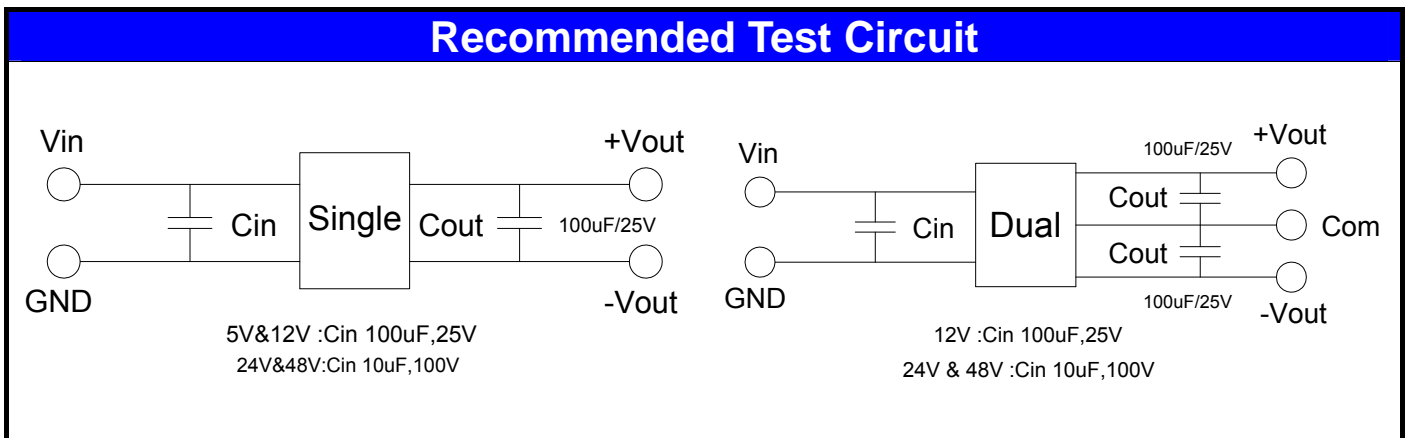 Recommended Test Circuit
Vin
+Vout
Cin
Single
Cout
100uF/25V
GND
-Vout
5V&12V :Cin 100uF,25V
24V&48V:Cin 10uF,100V
Vin
100uF/25V
+Vout
Cin
Dual
Cout
Com
Cout
GND
100uF/25V
-Vout
12V :Cin 100uF,25V
24V & 48V :Cin 10uF,100V